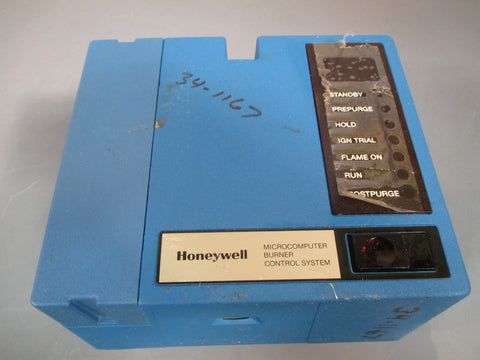 34-1167
STANDBY
PREPURGE
HOLD
IGN TRIAL
FLAME ON
RUN
POSTPURGE
Honeywell
MICROCOMPUTER
BURNER
CONTROL SYSTEM